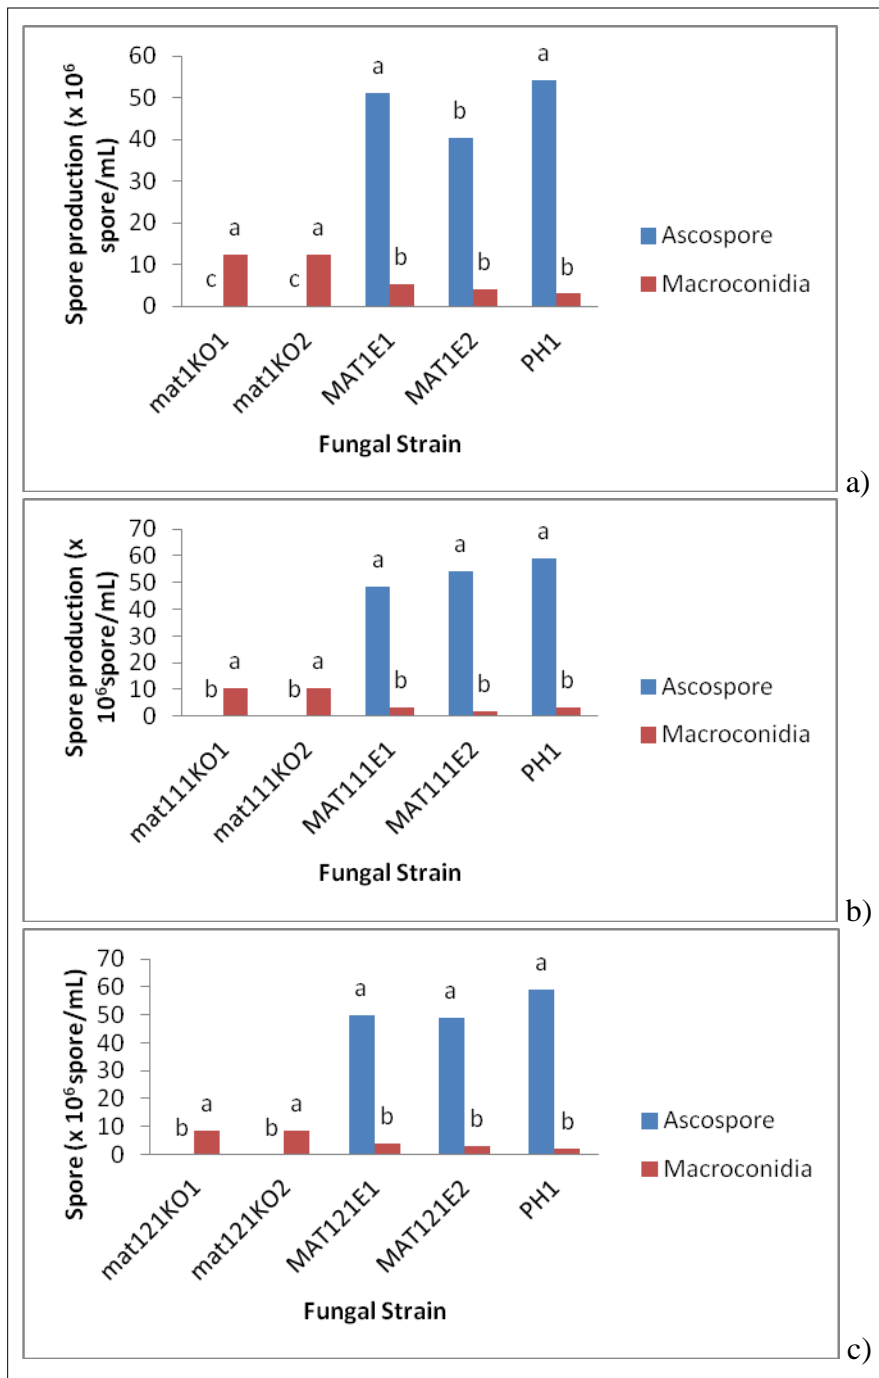 60
50
40
30
20
10
0
Spore production (x 10⁶
spore/mL)
a
b
a
c
a
c
a
b
b
b
mat1KO1
mat1KO2
MAT1E1
MAT1E2
PH1
Fungal Strain
Ascospore
Macroconidia
a)
70
60
50
40
30
20
10
0
Spore production (x
10⁶spore/mL)
a
a
a
b
a
b
a
b
b
b
mat111KO1
mat111KO2
MAT111E1
MAT111E2
PH1
Fungal Strain
Ascospore
Macroconidia
b)
70
60
50
40
30
20
10
0
Spore (x 10⁶spore/mL)
a
a
a
b
a
b
a
b
b
b
mat121KO1
mat121KO2
MAT121E1
MAT121E2
PH1
Fungal Strain
Ascospore
Macroconidia
c)